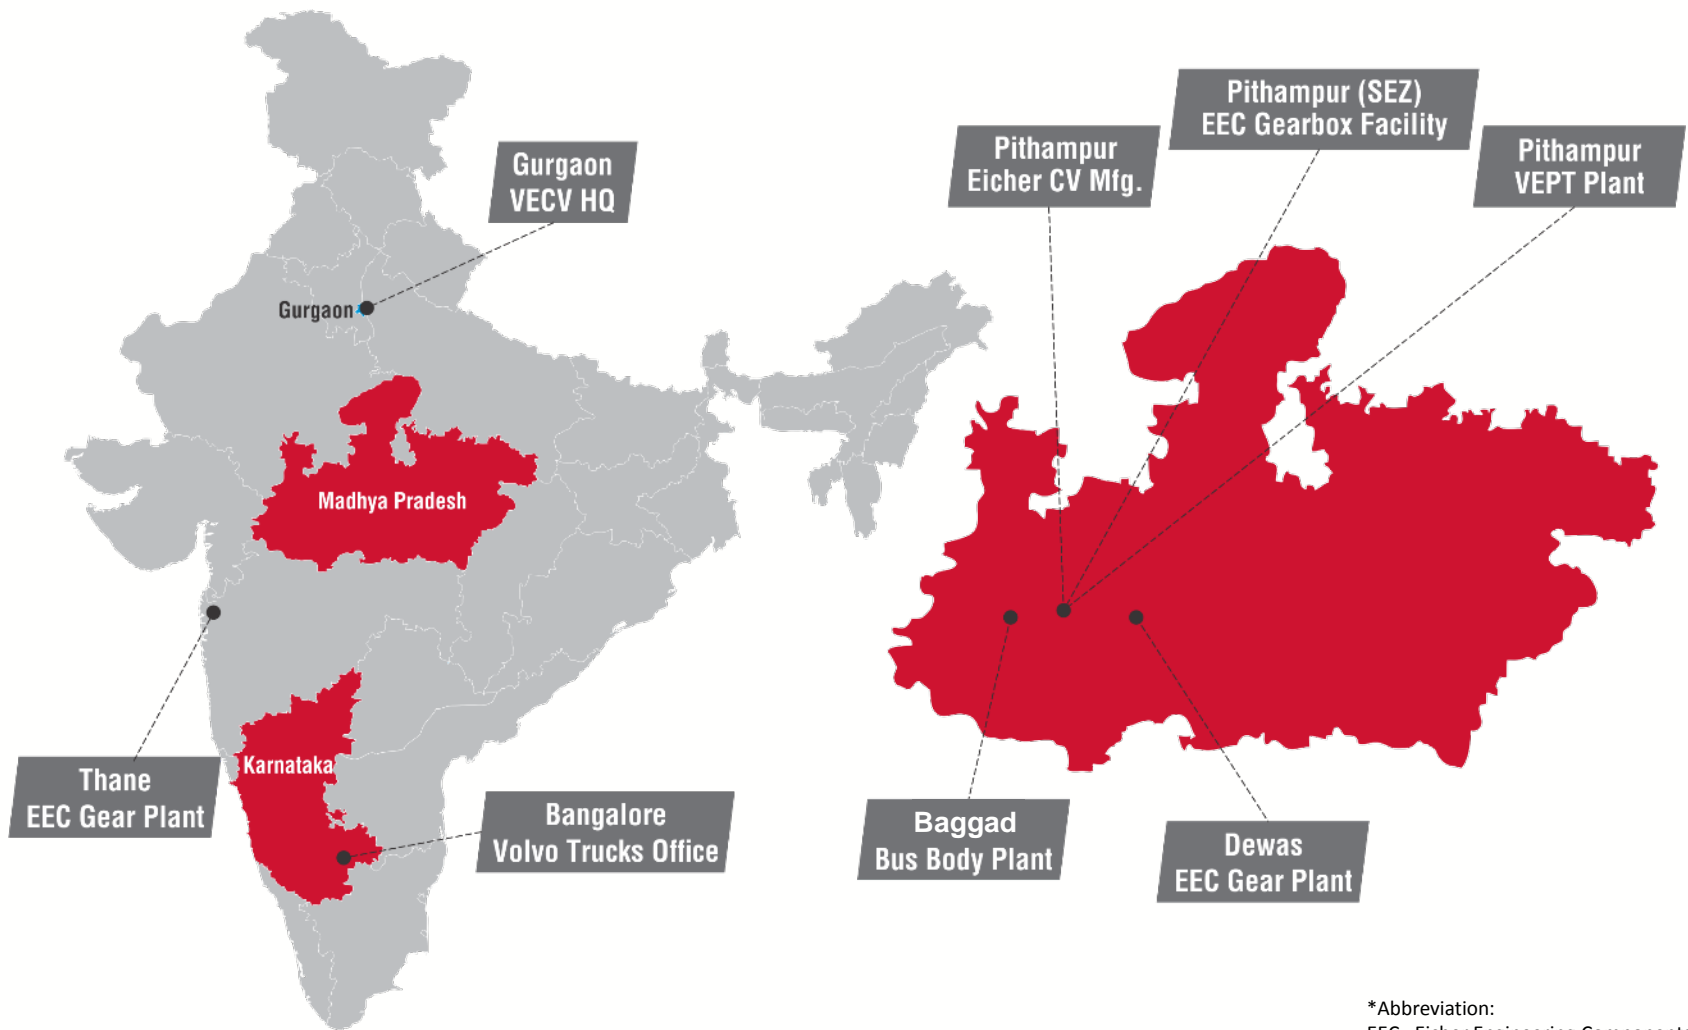 Gurgaon
VECV HQ
Gurgaon
Madhya Pradesh
Karnataka
Thane
EEC Gear Plant
Bangalore
Volvo Trucks Office
Pithampur
Eicher CV Mfg.
Pithampur (SEZ)
EEC Gearbox Facility
Pithampur
VEPT Plant
Baggad
Bus Body Plant
Dewas
EEC Gear Plant
*Abbreviation: